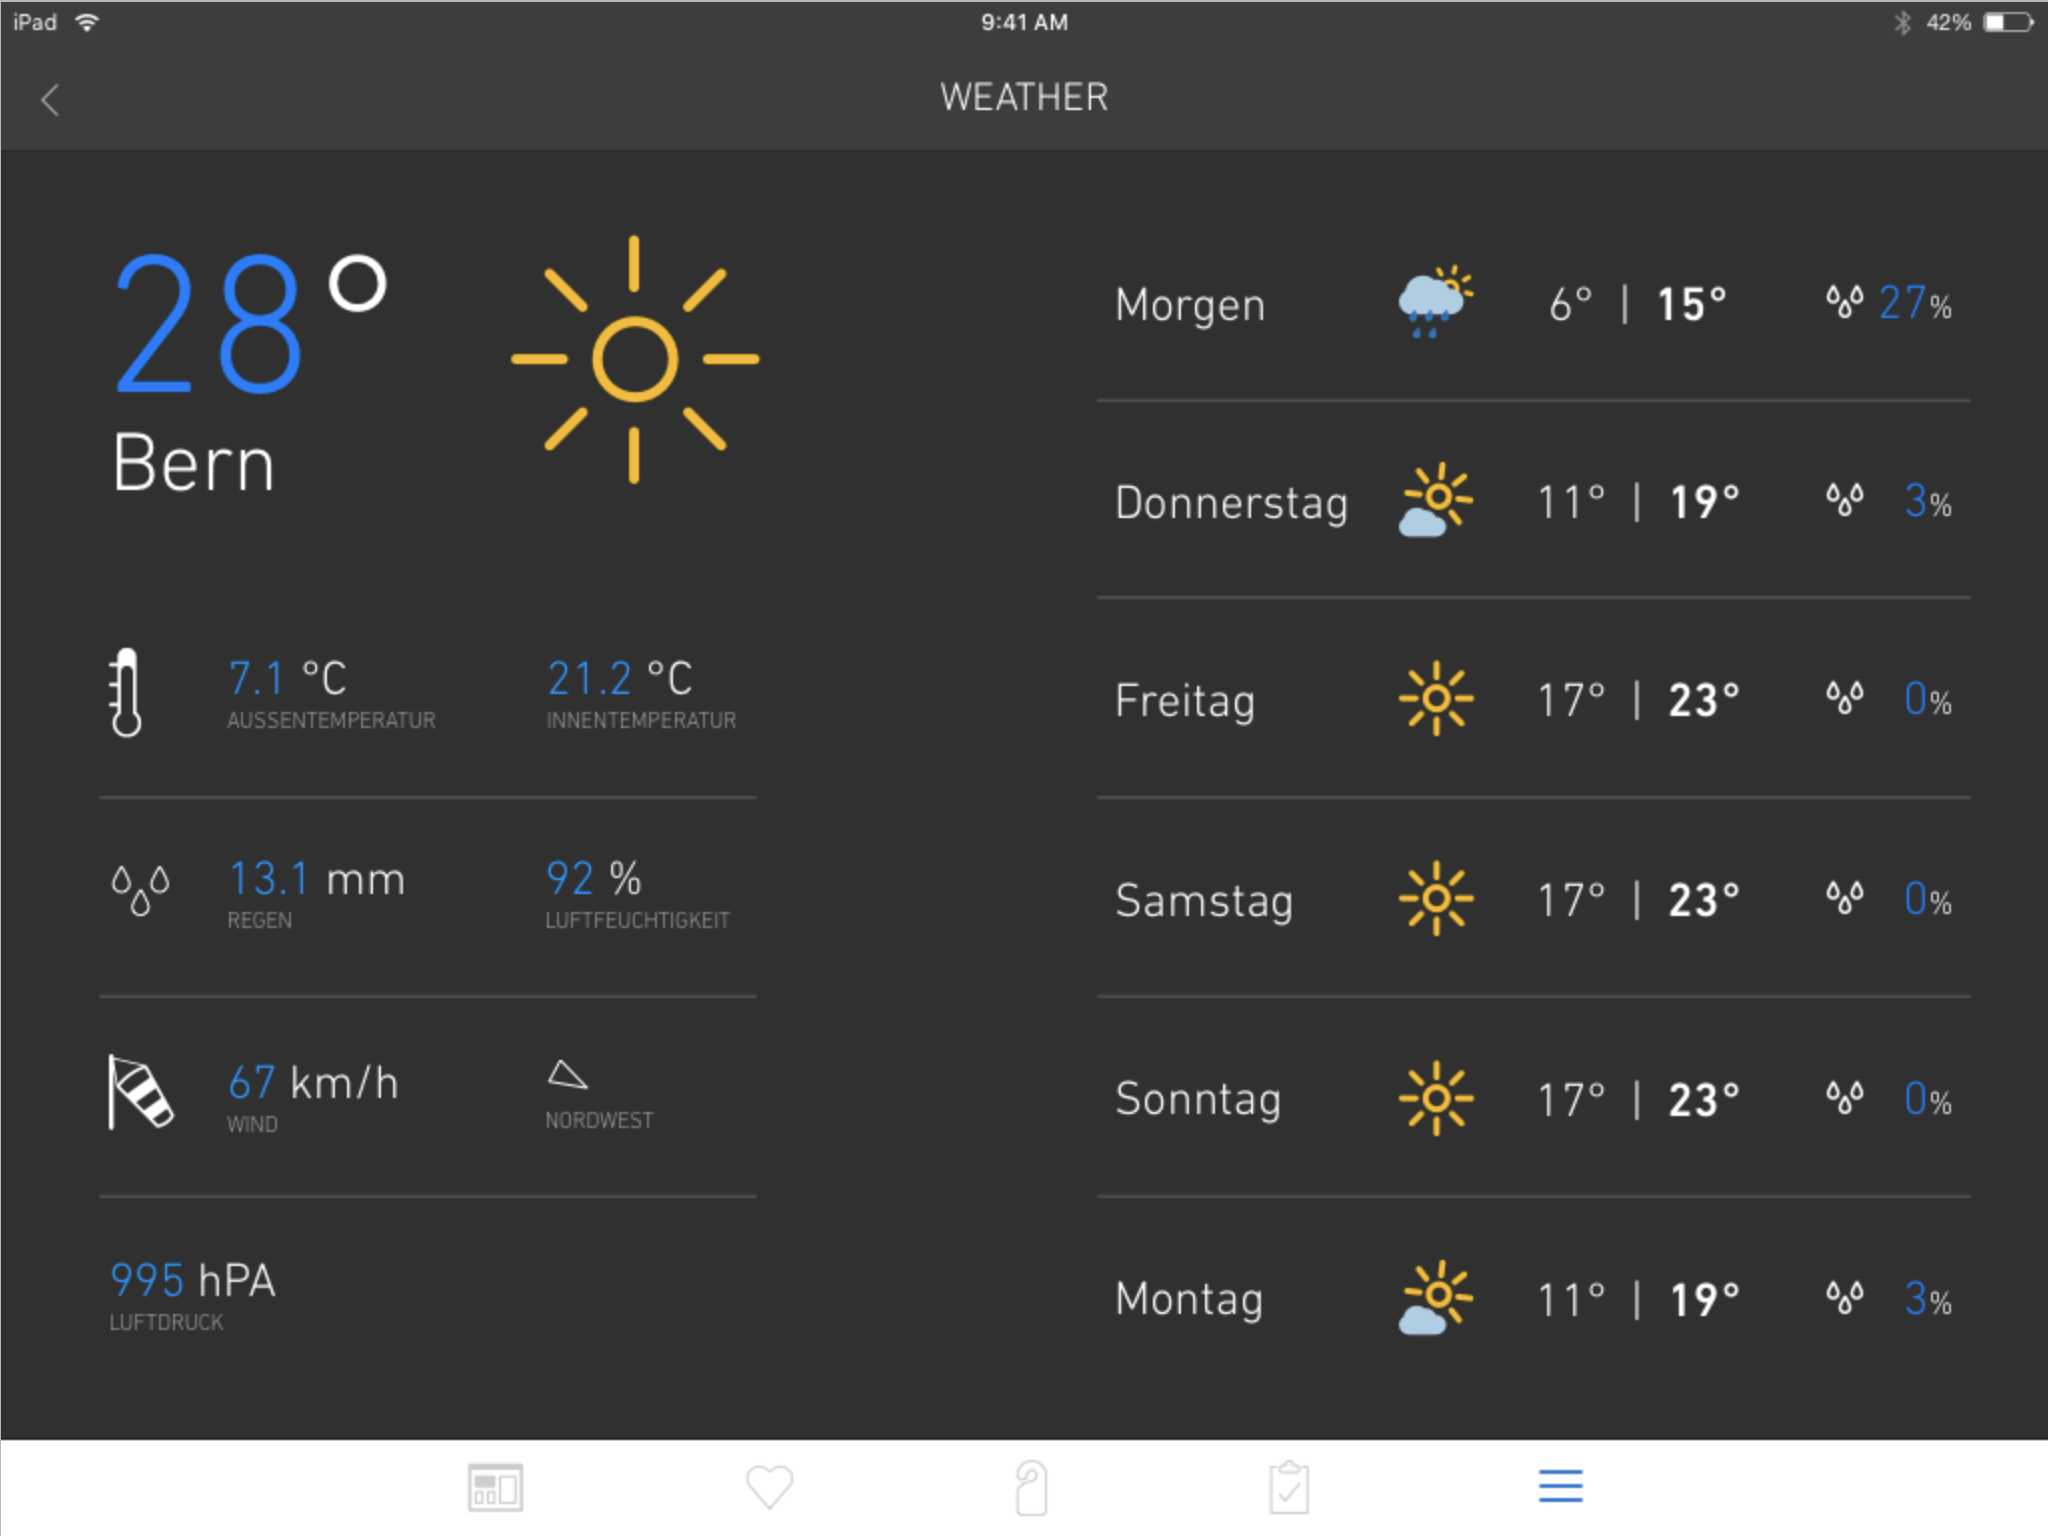 iPad 9:41 AM 42%
WEATHER
28°
Bern
7.1 °C 21.2 °C
AUSSENTEMPERATUR INNENTEMPERATUR
13.1 mm 92 %
REGEN LUFTFEUCHTIGKEIT
67 km/h
WIND NORDWEST
995 hPA
LUFTDRUCK
Morgen 6° | 15° 27%
Donnerstag 11° | 19° 3%
Freitag 17° | 23° 0%
Samstag 17° | 23° 0%
Sonntag 17° | 23° 0%
Montag 11° | 19° 3%